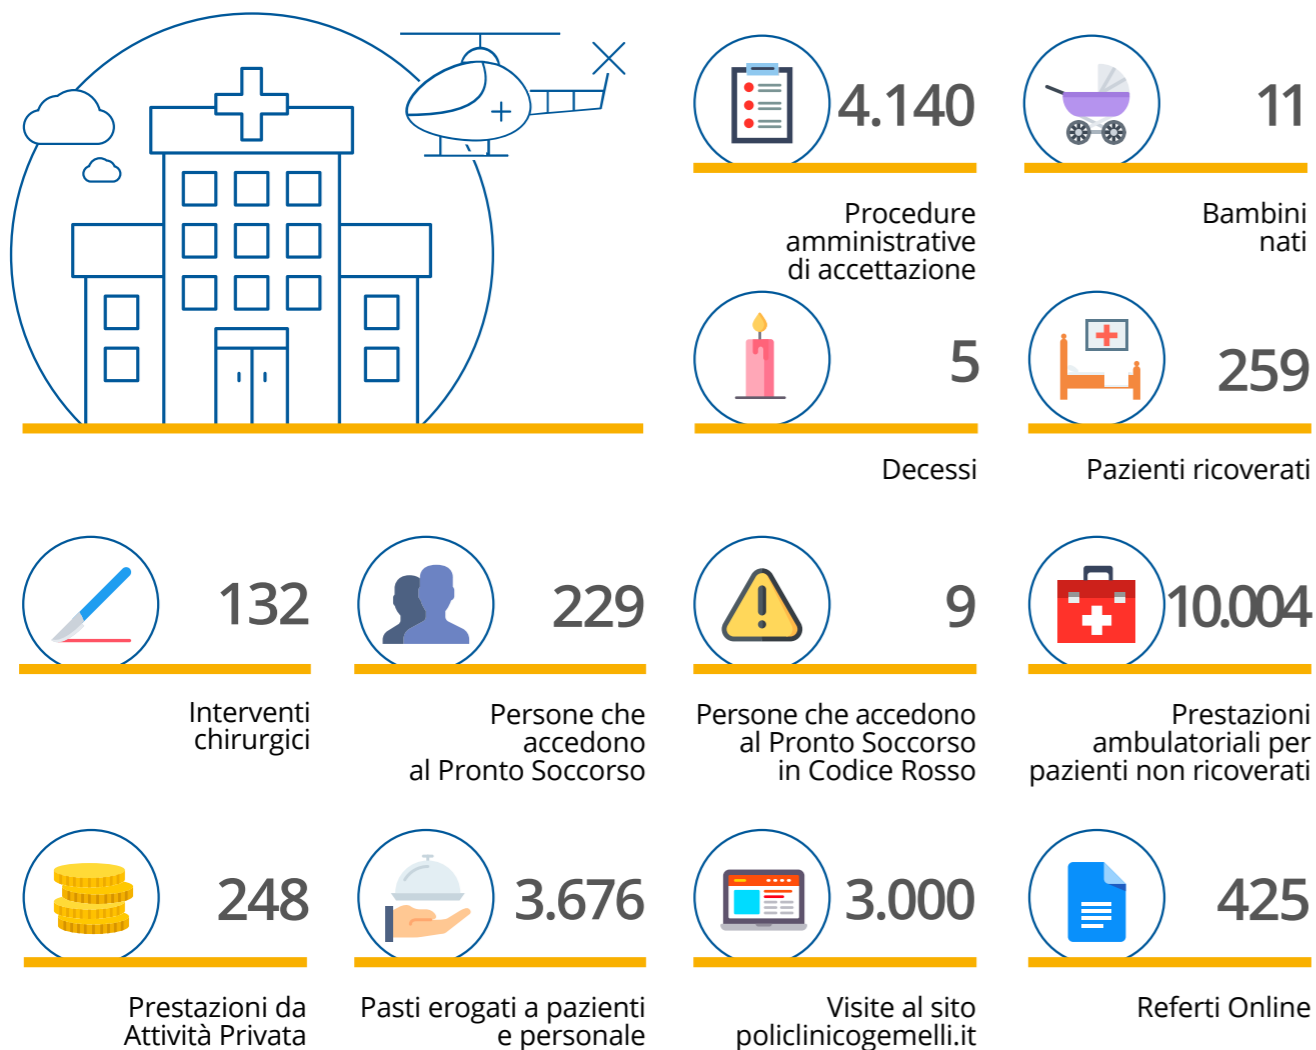 4.140
Procedure
amministrative
di accettazione
11
Bambini
nati
5
Decessi
259
Pazienti ricoverati
132
Interventi
chirurgici
229
Persone che
accedono
al Pronto Soccorso
9
Persone che accedono
al Pronto Soccorso
in Codice Rosso
10.004
Prestazioni
ambulatoriali per
pazienti non ricoverati
248
Prestazioni da
Attività Privata
3.676
Pasti erogati a pazienti
e personale
3.000
Visite al sito
policlinicogemelli.it
425
Referti Online